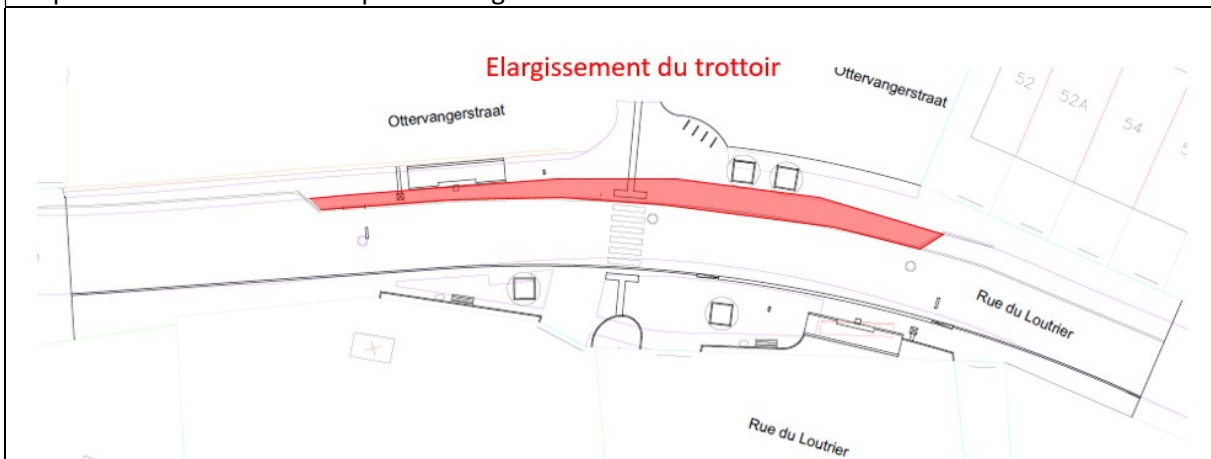 Elargissement du trottoir
Ottervangerstraat
Ottervangerstraat
52
52A
54
Rue du Loutrier
Rue du Loutrier